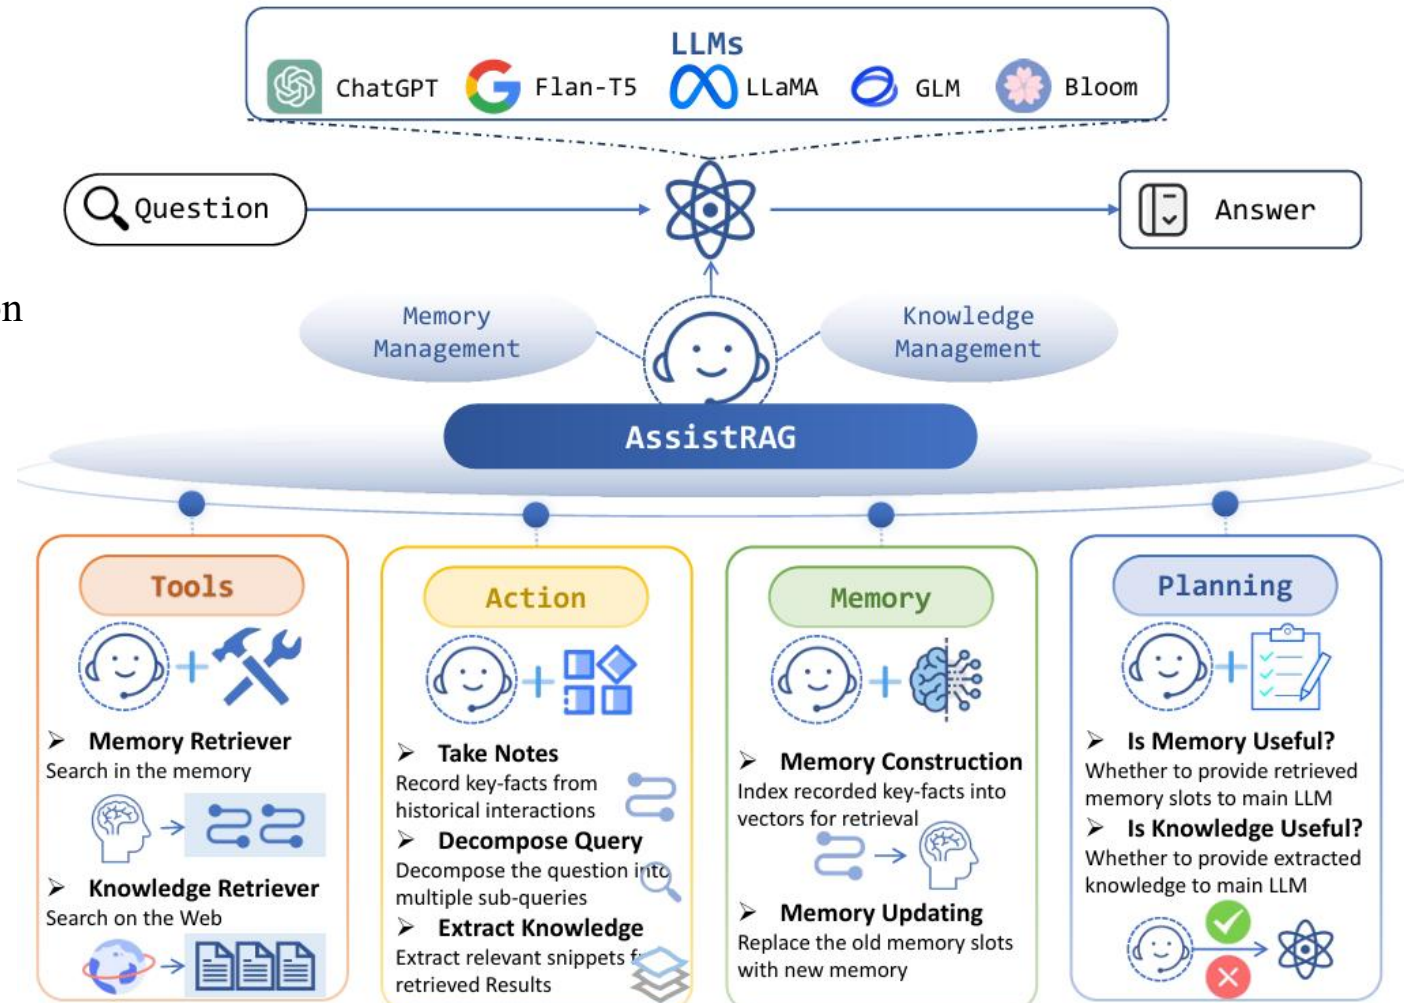 LLMs
ChatGPT
Flan-T5
LLaMA
GLM
Bloom
Question
Answer
Memory
Management
Knowledge
Management
AssistRAG
Tools
Memory Retriever
Search in the memory
Knowledge Retriever
Search on the Web
Action
Take Notes
Record key-facts from
historical interactions
Decompose Query
Decompose the question into
multiple sub-queries
Extract Knowledge
Extract relevant snippets
retrieved Results
Memory
Memory Construction
Index recorded key-facts into
vectors for retrieval
Memory Updating
Replace the old memory slots
with new memory
Planning
Is Memory Useful?
Whether to provide retrieved
memory slots to main LLM
Is Knowledge Useful?
Whether to provide extracted
knowledge to main LLM